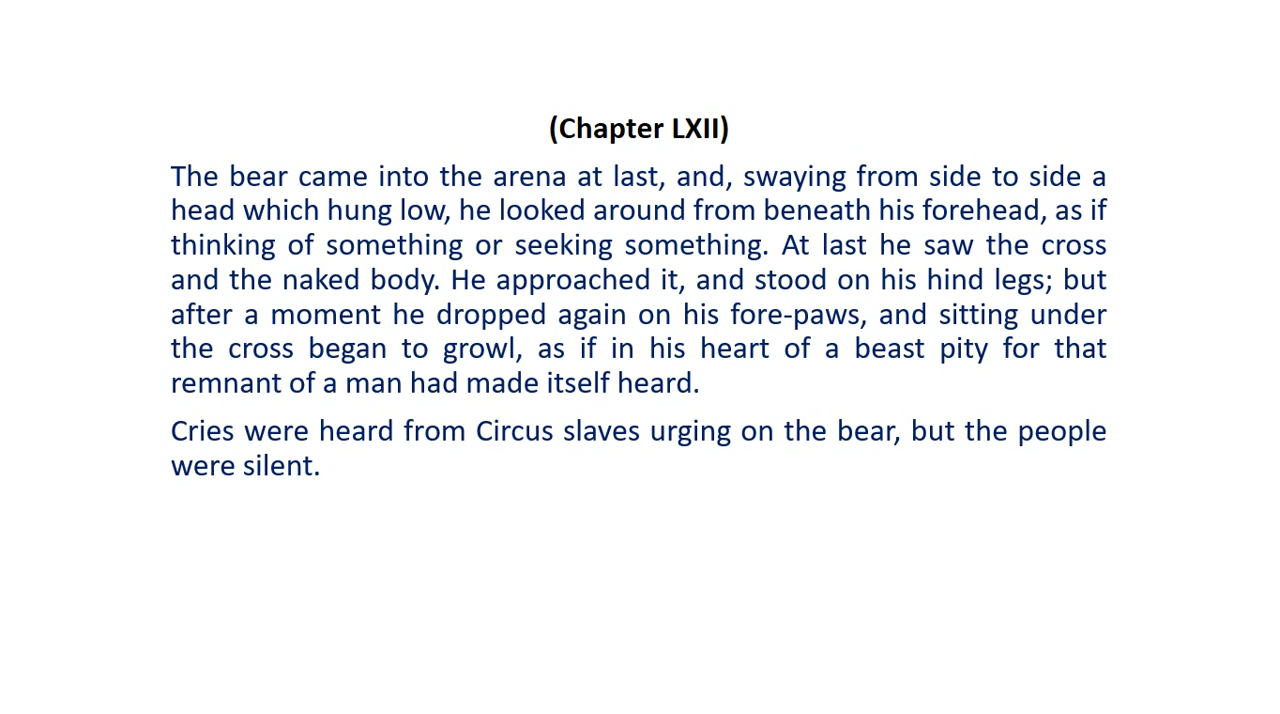 (Chapter LXII)
The bear came into the arena at last, and, swaying from side to side a
head which hung low, he looked around from beneath his forehead, as if
thinking of something or seeking something. At last he saw the cross
and the naked body. He approached it, and stood on his hind legs; but
after a moment he dropped again on his fore-paws, and sitting under
the cross began to growl, as if in his heart of a beast pity for that
remnant of a man had made itself heard.
Cries were heard from Circus slaves urging on the bear, but the people
were silent.